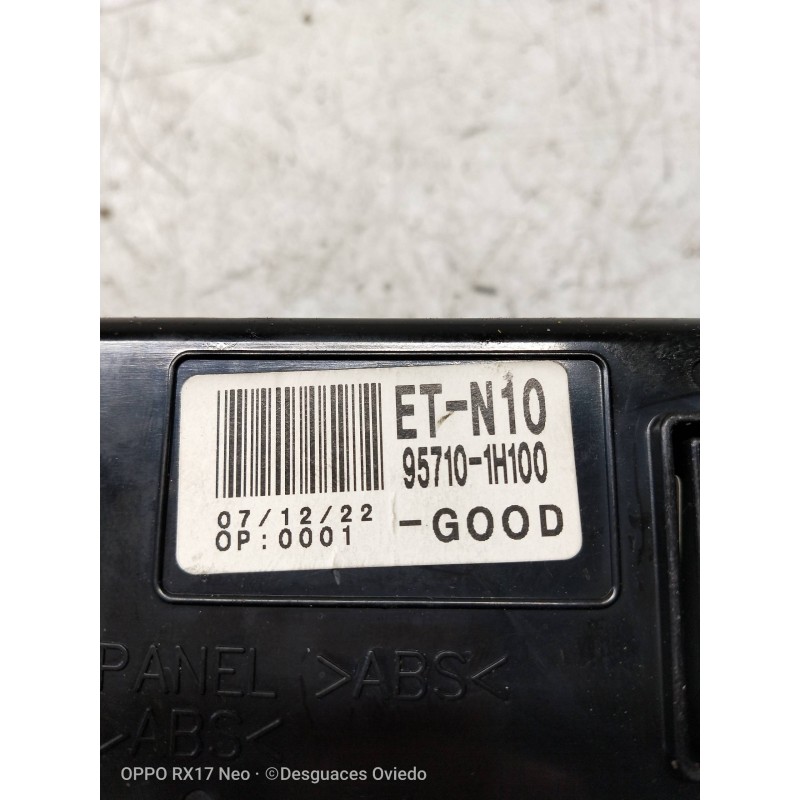 ET-N10
95710-1H100
07/12/22
-GOOD
OP:0001
PANEL >ABS<
>ABS<
OPPO RX17 Neo · ©Desguaces Oviedo